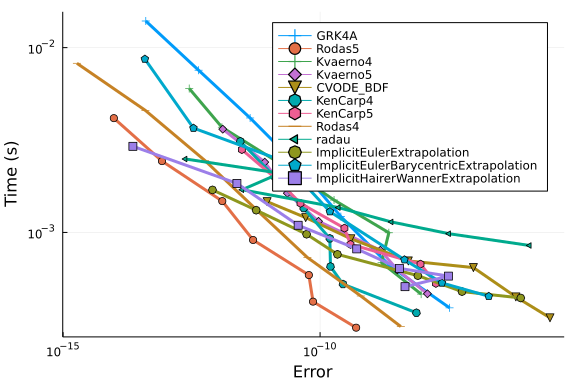 10⁻²
GRK4A
Rodas5
Kvaerno4
Kvaerno5
CVODE_BDF
KenCarp4
KenCarp5
Rodas4
radau
ImplicitEulerExtrapolation
ImplicitEulerBarycentricExtrapolation
ImplicitHairerWannerExtrapolation
Time (s)
10⁻³
10⁻¹⁵
10⁻¹⁰
Error